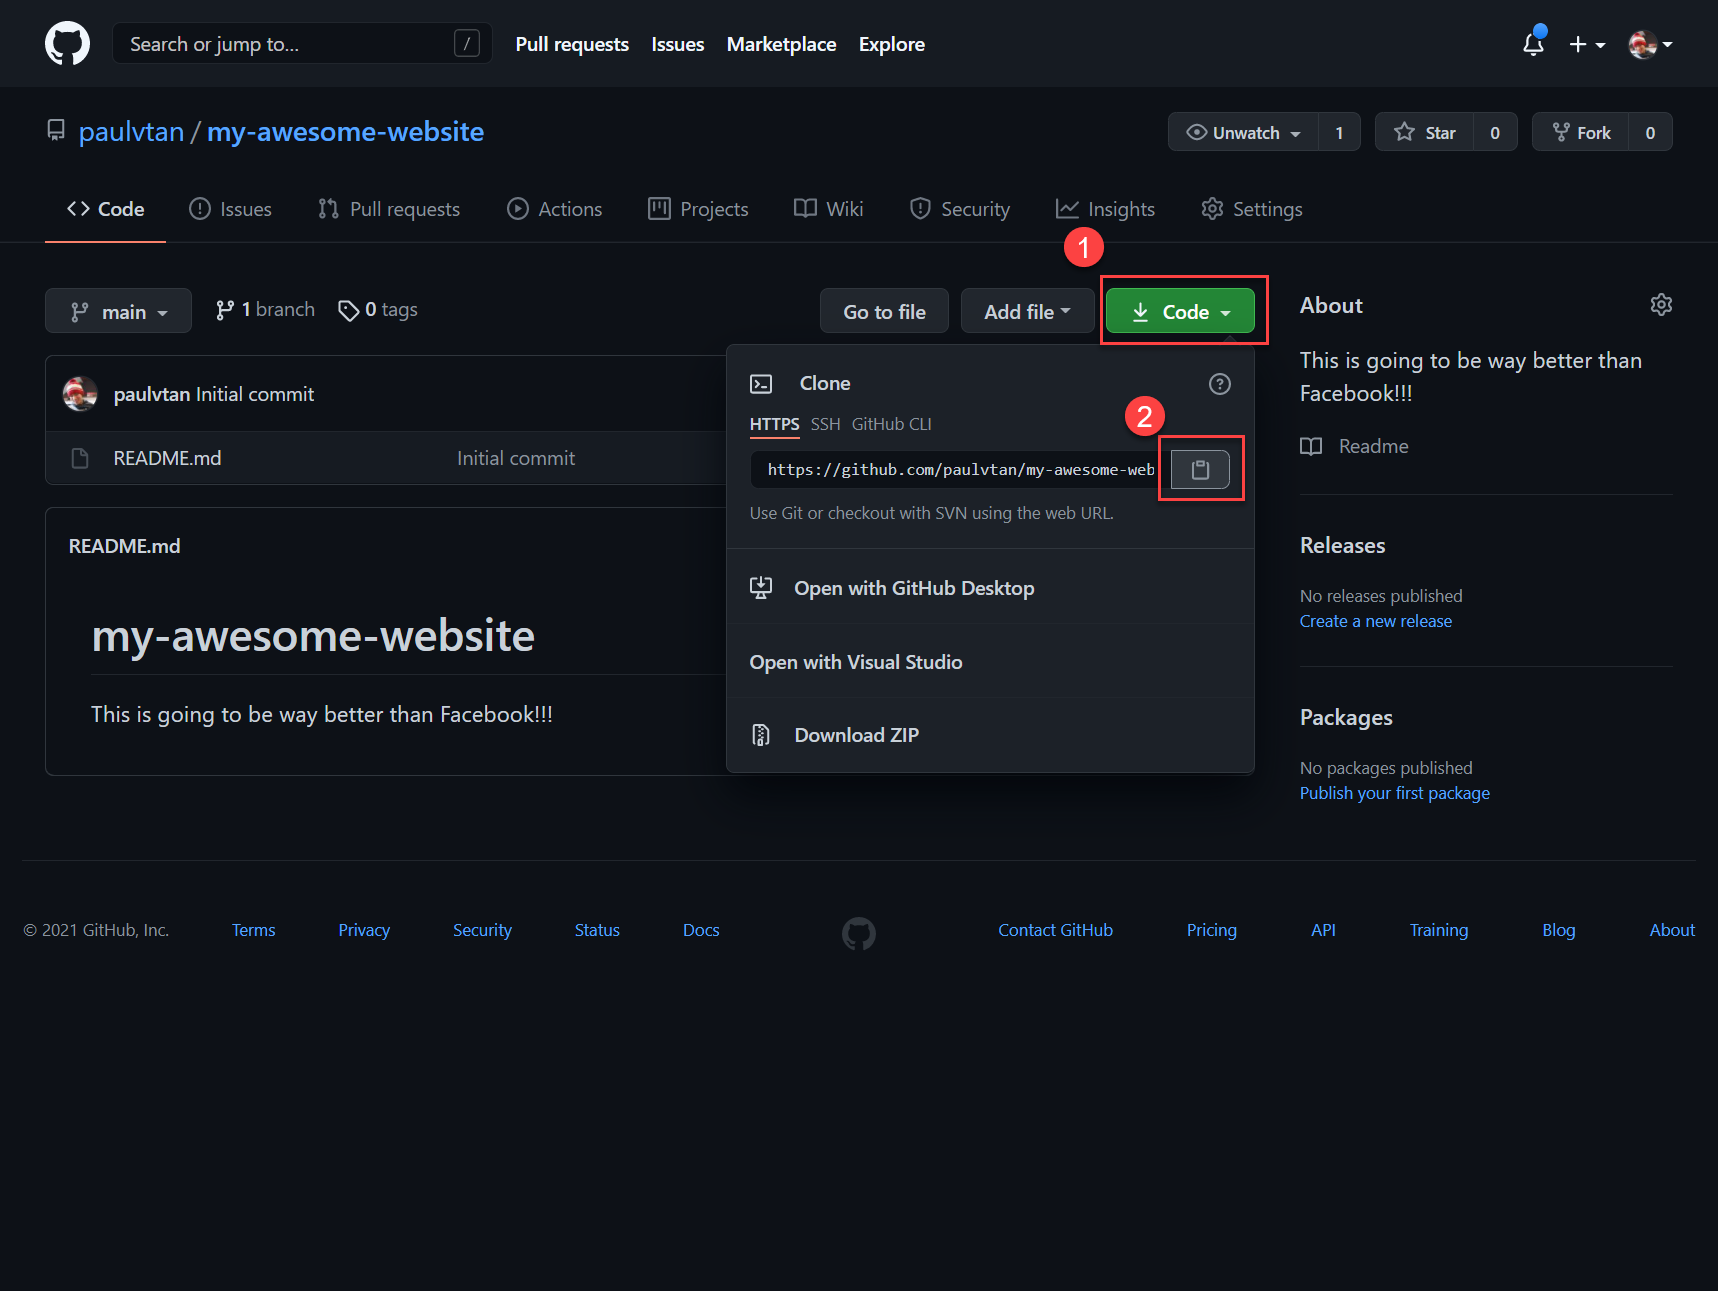 Search or jump to... /
Pull requests Issues Marketplace Explore
paulvtan / my-awesome-website
Unwatch 1 Star 0 Fork 0
Code Issues Pull requests Actions Projects Wiki Security Insights Settings
1
main 1 branch 0 tags
Go to file Add file Code
paulvtan Initial commit
README.md Initial commit
README.md
my-awesome-website
This is going to be way better than Facebook!!!
Clone
HTTPS SSH GitHub CLI
2
https://github.com/paulvtan/my-awesome-web
Use Git or checkout with SVN using the web URL.
Open with GitHub Desktop
Open with Visual Studio
Download ZIP
About
This is going to be way better than
Facebook!!!
Readme
Releases
No releases published
Create a new release
Packages
No packages published
Publish your first package
© 2021 GitHub, Inc. Terms Privacy Security Status Docs Contact GitHub Pricing API Training Blog About